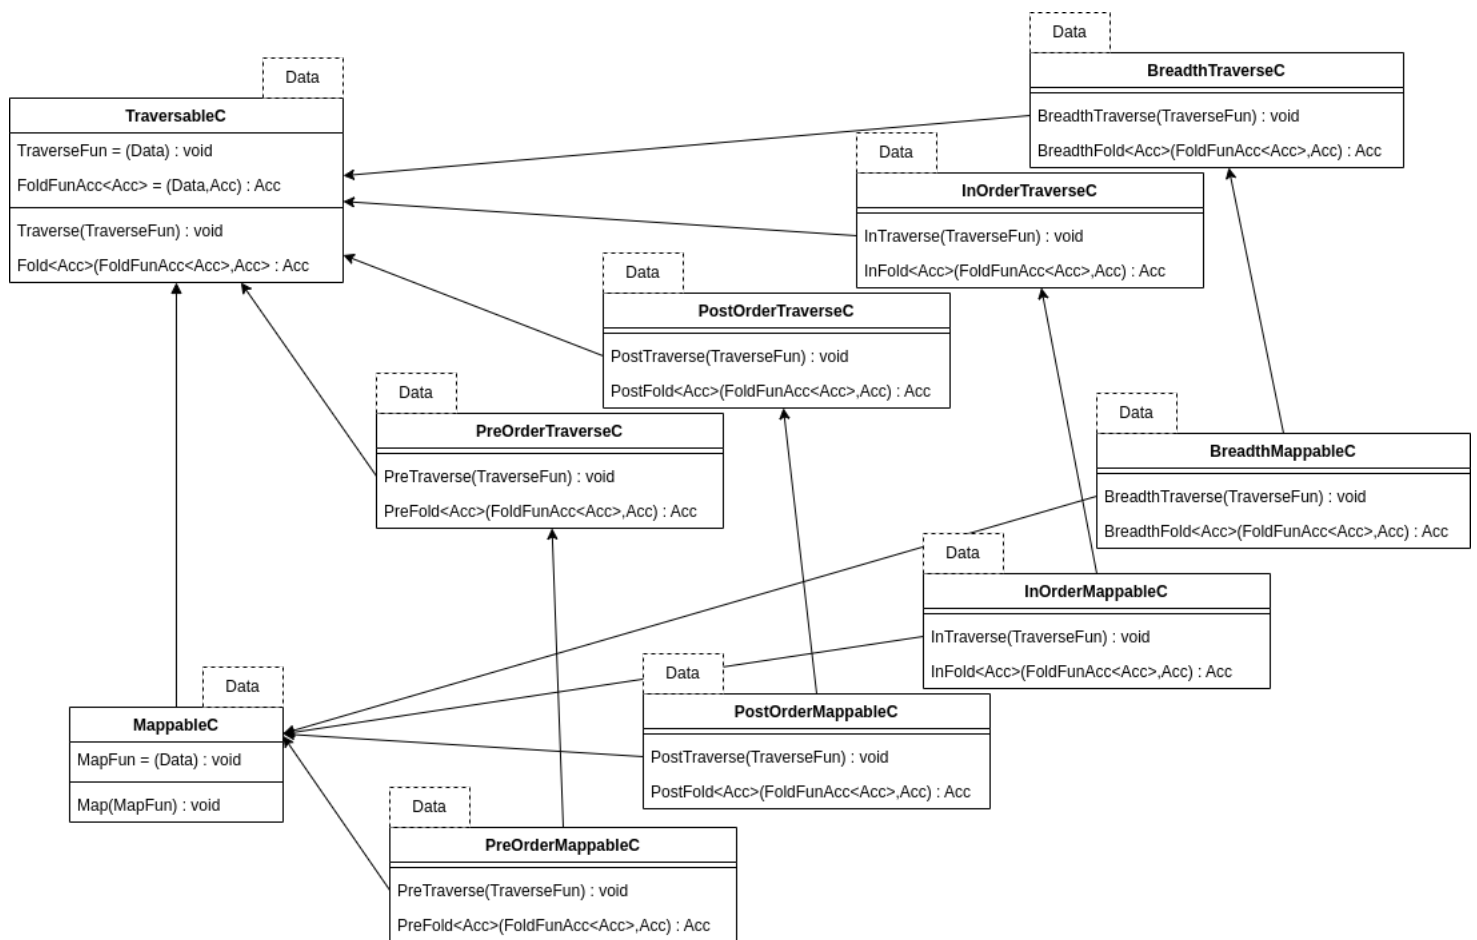 Data
BreadthTraverseC
BreadthTraverse(TraverseFun) : void
BreadthFold<Acc>(FoldFunAcc<Acc>,Acc) : Acc
Data
TraversableC
TraverseFun = (Data) : void
FoldFunAcc<Acc> = (Data,Acc) : Acc
Traverse(TraverseFun) : void
Fold<Acc>(FoldFunAcc<Acc>,Acc> : Acc
Data
InOrderTraverseC
InTraverse(TraverseFun) : void
InFold<Acc>(FoldFunAcc<Acc>,Acc) : Acc
Data
PostOrderTraverseC
PostTraverse(TraverseFun) : void
PostFold<Acc>(FoldFunAcc<Acc>,Acc) : Acc
Data
PreOrderTraverseC
PreTraverse(TraverseFun) : void
PreFold<Acc>(FoldFunAcc<Acc>,Acc) : Acc
Data
BreadthMappableC
BreadthTraverse(TraverseFun) : void
BreadthFold<Acc>(FoldFunAcc<Acc>,Acc) : Acc
Data
InOrderMappableC
InTraverse(TraverseFun) : void
InFold<Acc>(FoldFunAcc<Acc>,Acc) : Acc
Data
PostOrderMappableC
PostTraverse(TraverseFun) : void
PostFold<Acc>(FoldFunAcc<Acc>,Acc) : Acc
Data
MappableC
MapFun = (Data) : void
Map(MapFun) : void
Data
PreOrderMappableC
PreTraverse(TraverseFun) : void
PreFold<Acc>(FoldFunAcc<Acc>,Acc) : Acc